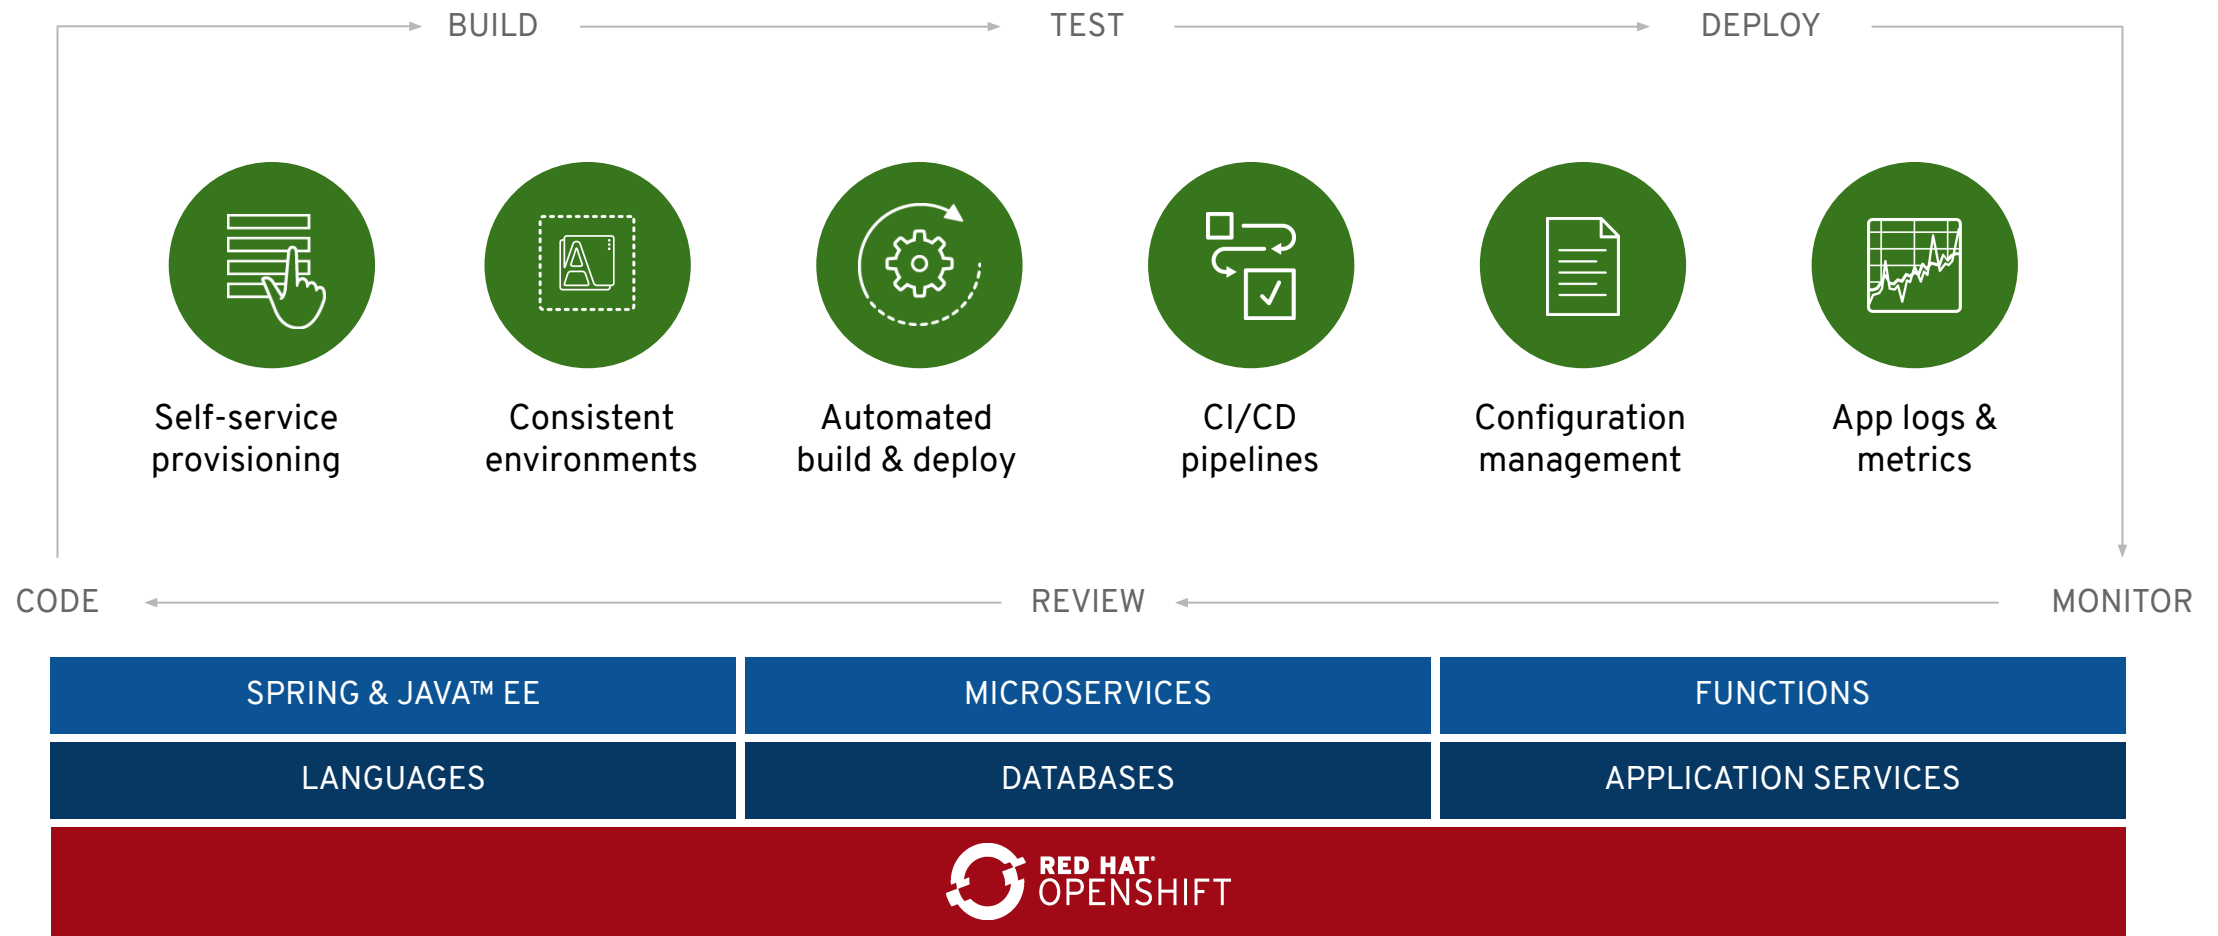 BUILD
TEST
DEPLOY
Self-service
provisioning
Consistent
environments
Automated
build & deploy
CI/CD
pipelines
Configuration
management
App logs &
metrics
CODE
REVIEW
MONITOR
SPRING & JAVA™ EE
MICROSERVICES
FUNCTIONS
LANGUAGES
DATABASES
APPLICATION SERVICES
RED HAT®
OPENSHIFT